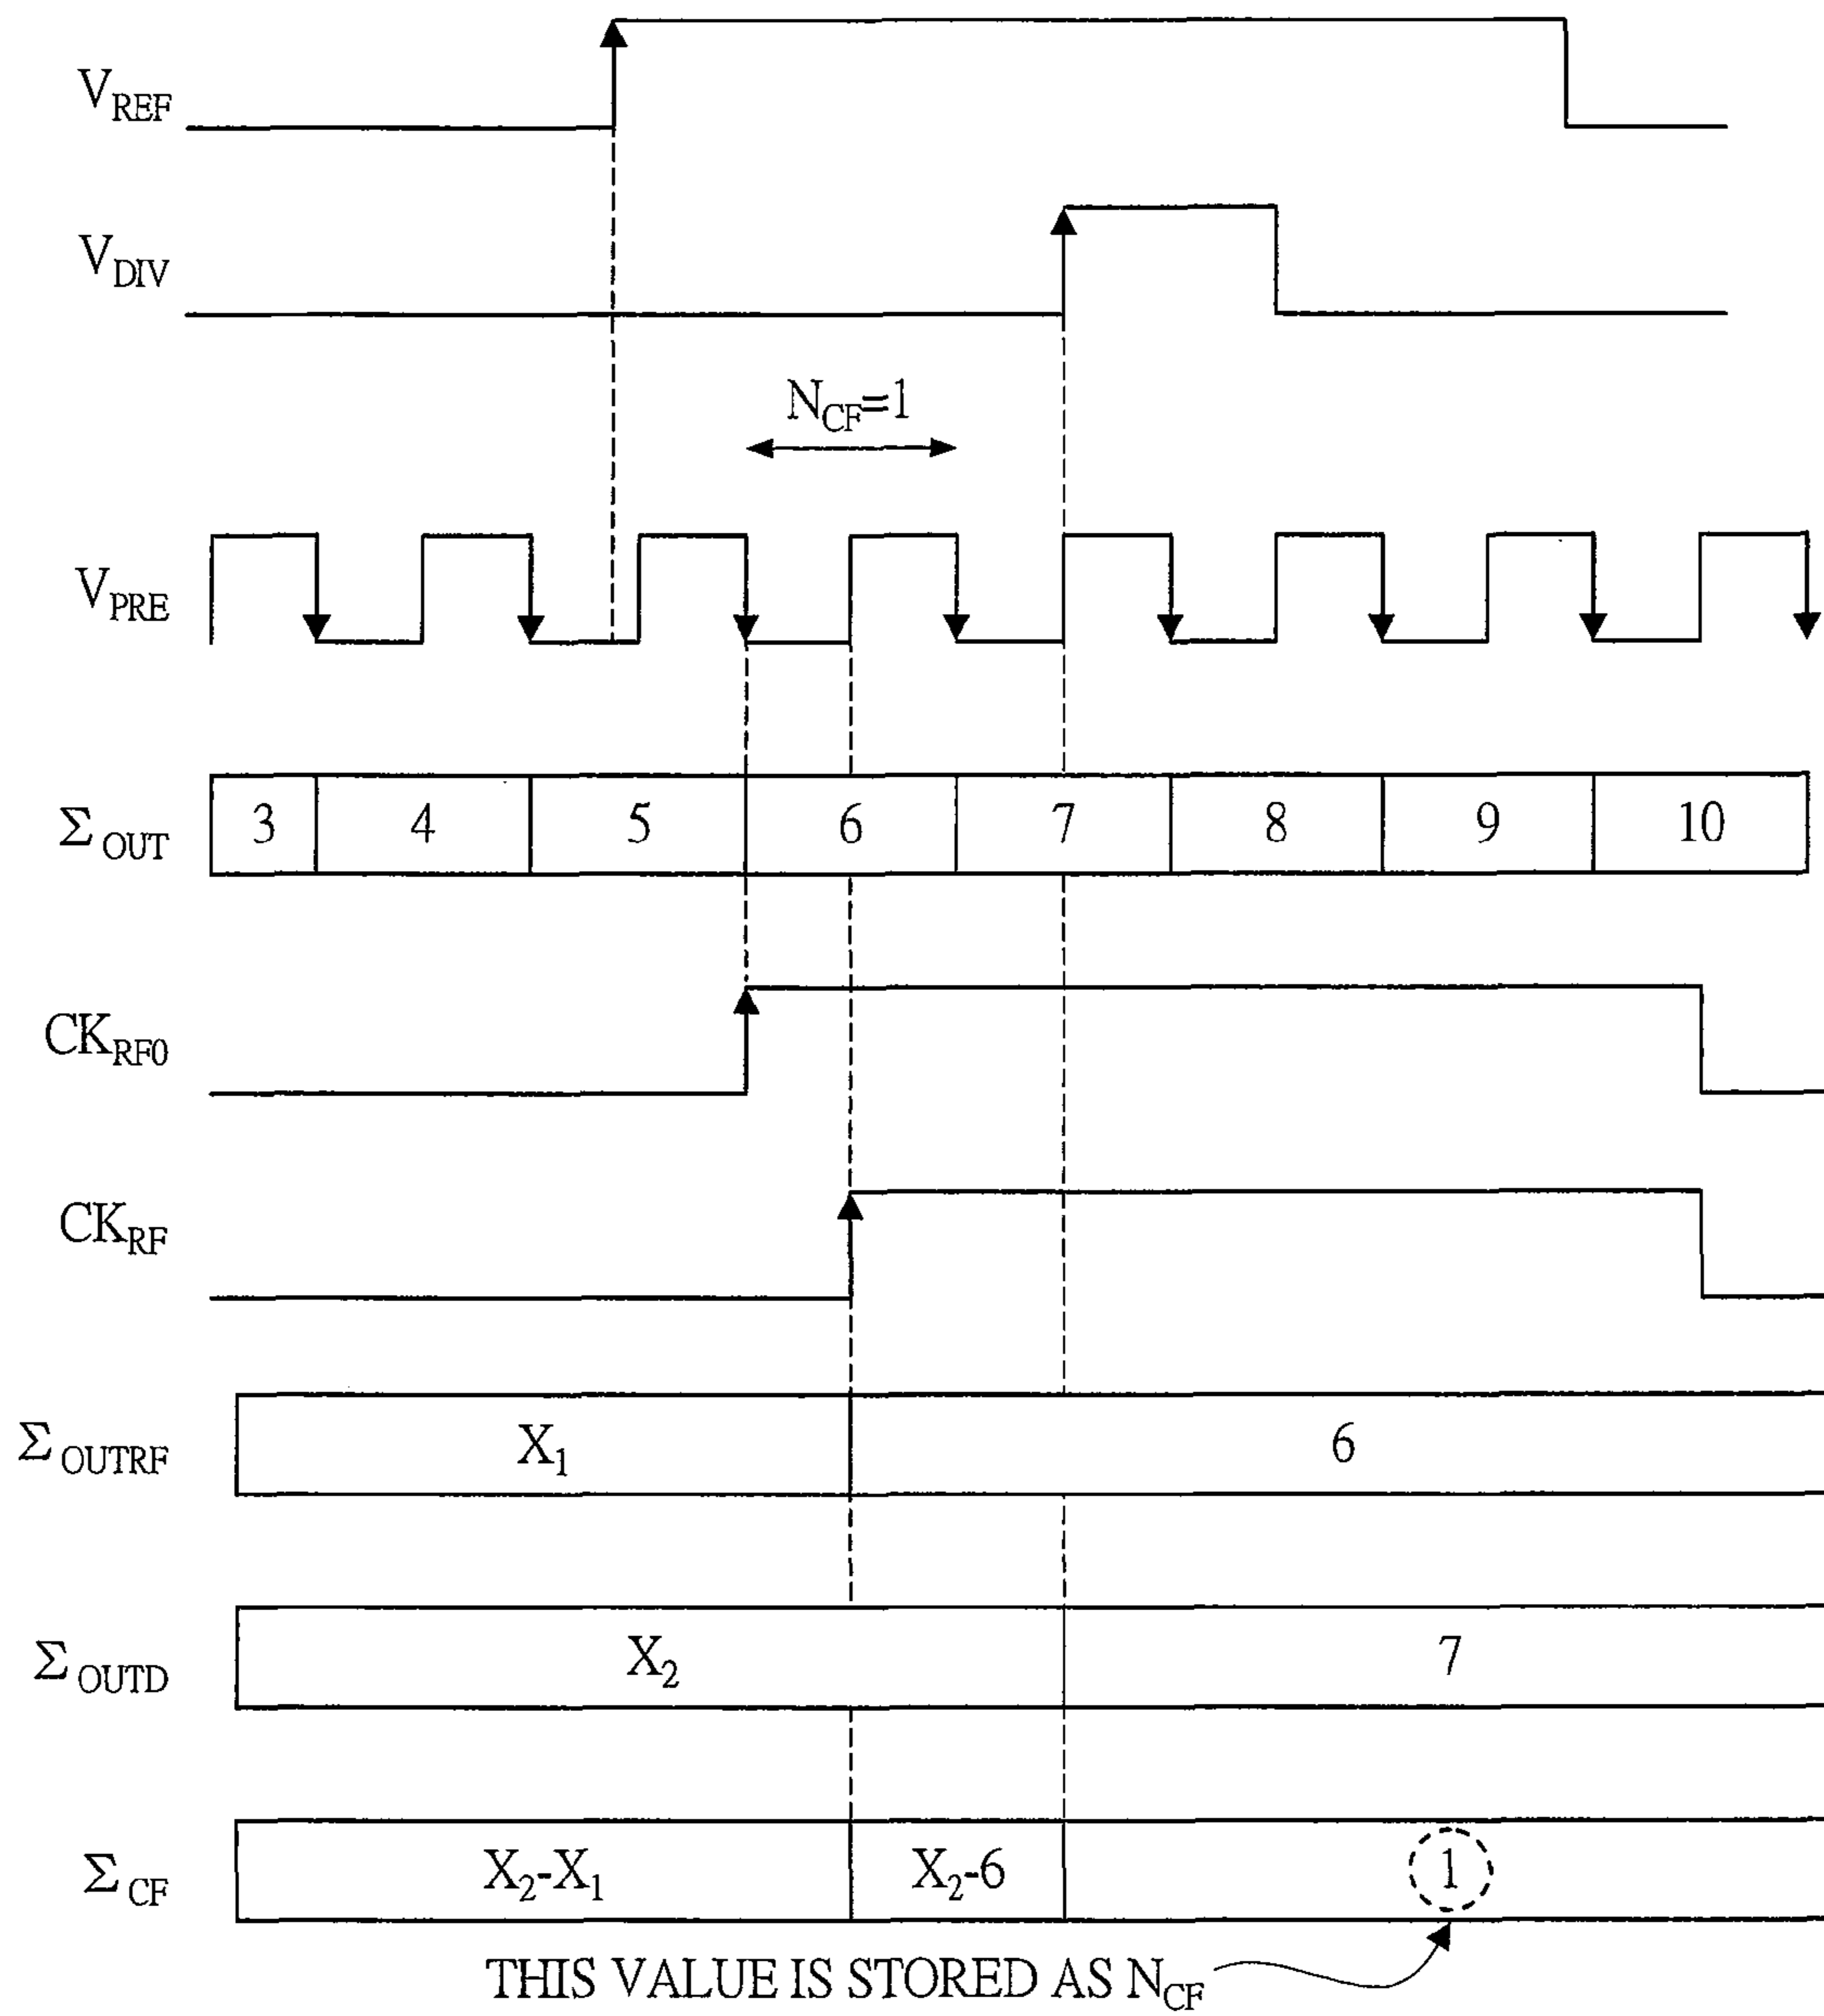 V_REF
V_DIV
N_CF=1
V_PRE
Σ_OUT 3 4 5 6 7 8 9 10
CK_RF0
CK_RF
Σ_OUTRF X_1 6
Σ_OUTD X_2 7
Σ_CF X_2-X_1 X_2-6 1
THIS VALUE IS STORED AS N_CF